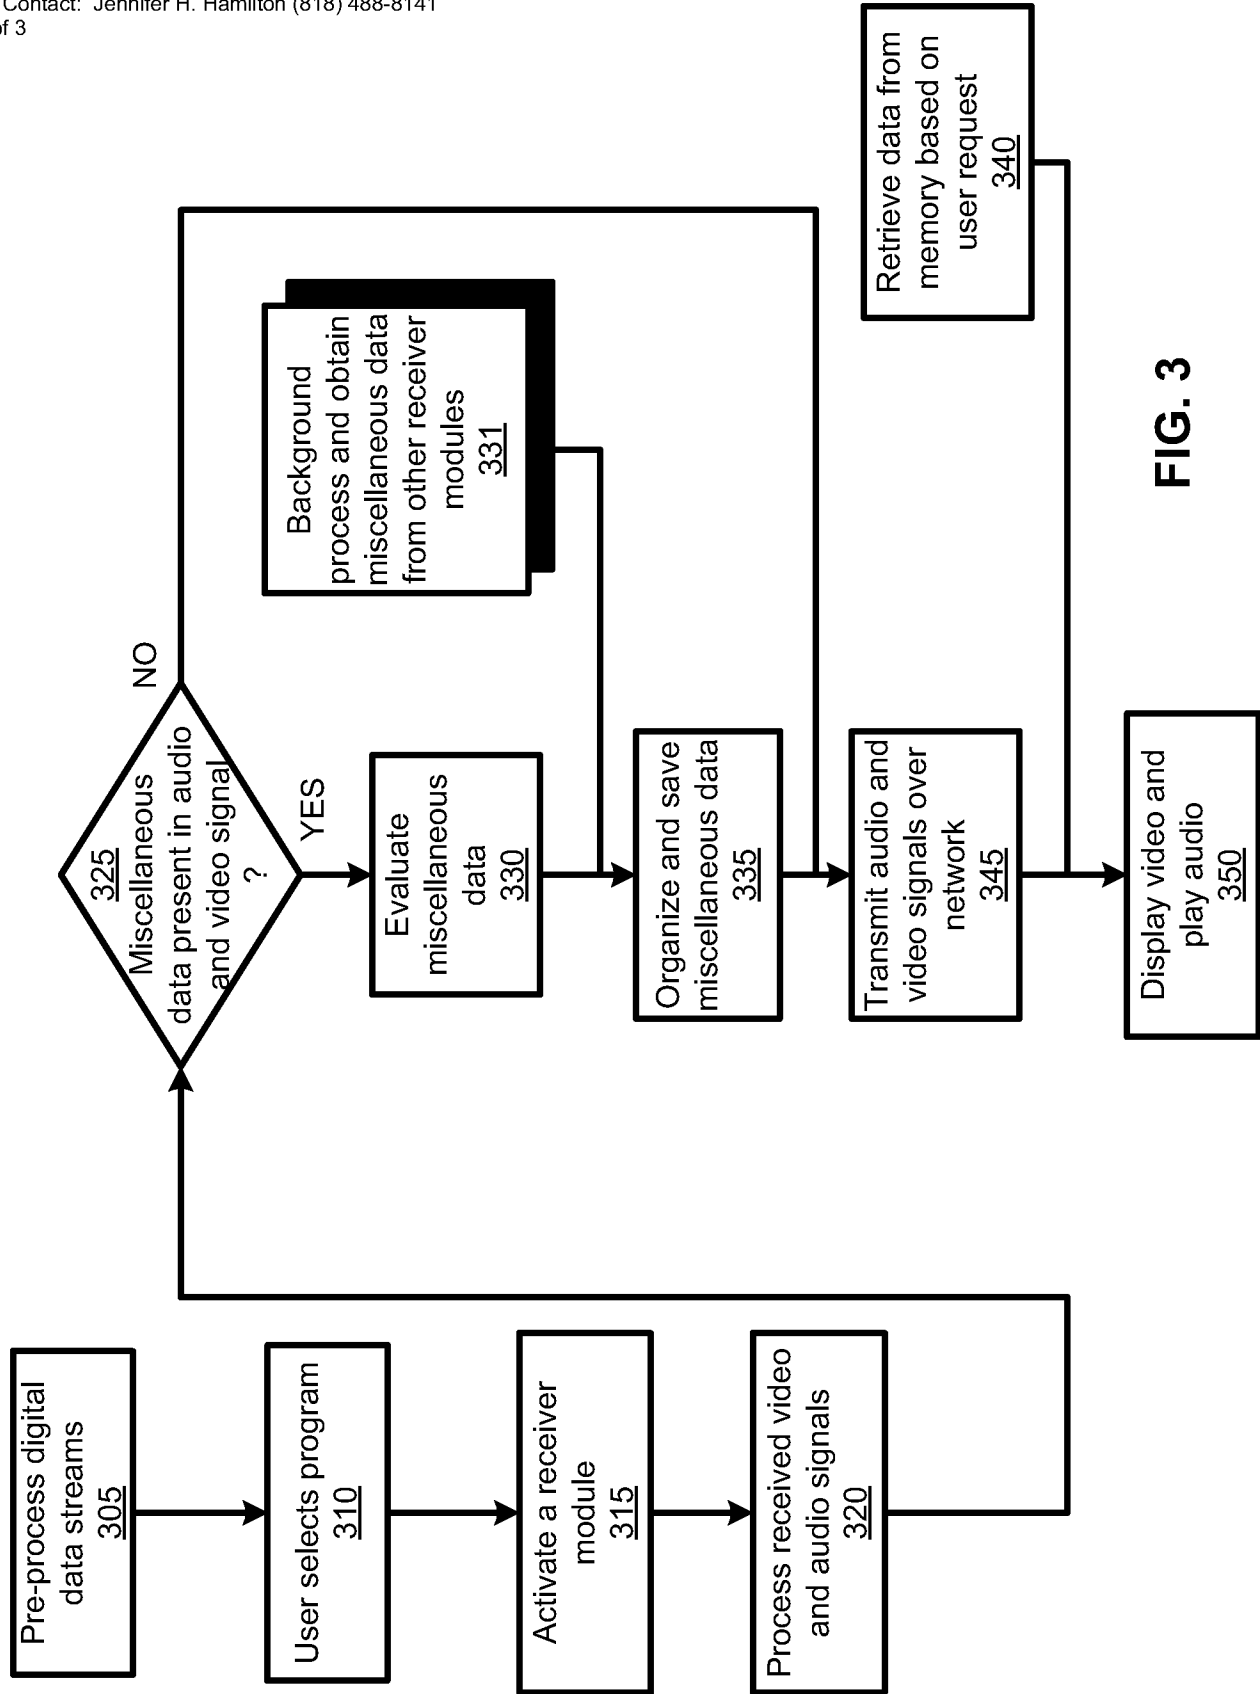 Contact: Jennifer H. Hamilton (818) 488-8141
of 3
Pre-process digital
data streams
305
User selects program
310
Activate a receiver
module
315
Process received video
and audio signals
320
325
Miscellaneous
data present in audio
and video signal
?
NO
YES
Evaluate
miscellaneous
data
330
Background
process and obtain
miscellaneous data
from other receiver
modules
331
Organize and save
miscellaneous data
335
Transmit audio and
video signals over
network
345
Retrieve data from
memory based on
user request
340
Display video and
play audio
350
FIG. 3